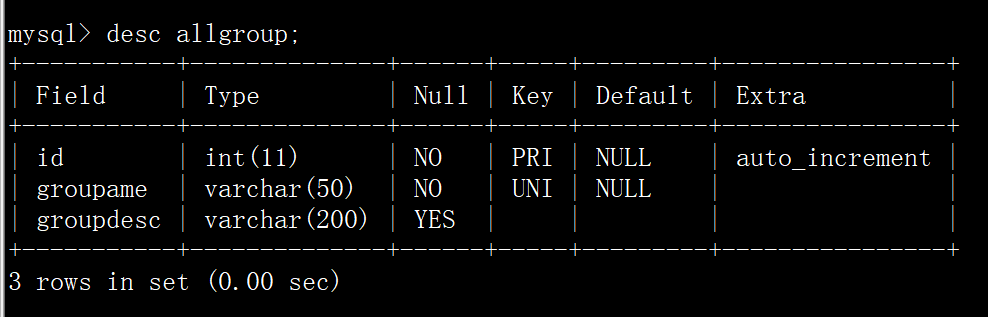 mysql> desc allgroup;
+------------+--------------+------+-----+---------+----------------+
| Field | Type | Null | Key | Default | Extra |
+------------+--------------+------+-----+---------+----------------+
| id | int(11) | NO | PRI | NULL | auto_increment |
| groupame | varchar(50) | NO | UNI | NULL | |
| groupdesc | varchar(200) | YES | | | |
+------------+--------------+------+-----+---------+----------------+
3 rows in set (0.00 sec)